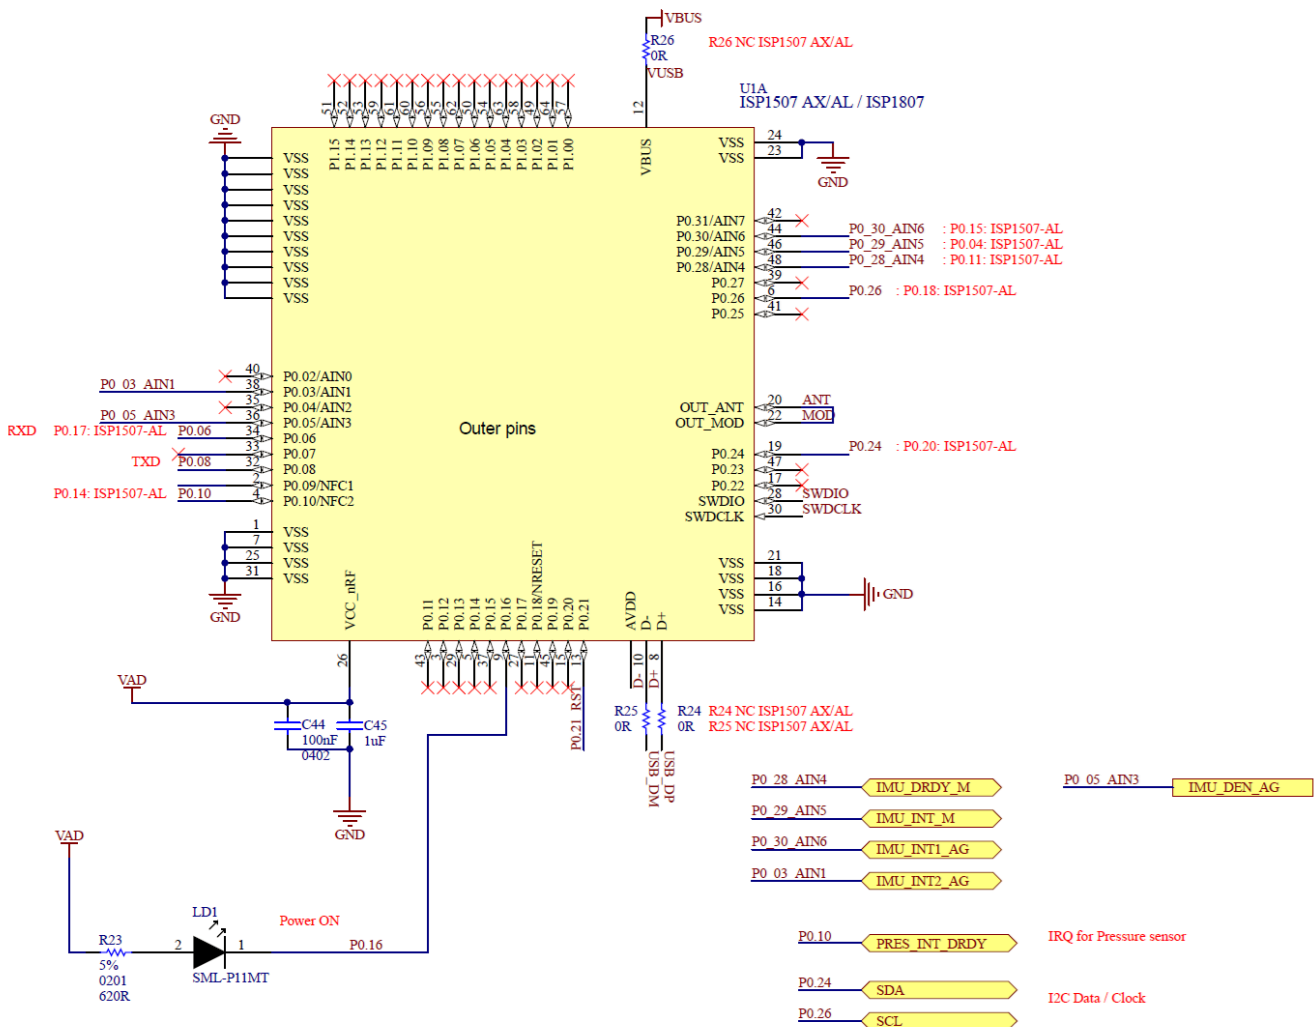 VBUS
R26
0R
R26 NC ISP1507 AX/AL
VUSB
U1A
ISP1507 AX/AL / ISP1807
51 52 53 59 61 60 56 55 62 50 54 63 58 49 64 57
12
P1.15 P1.14 P1.13 P1.12 P1.11 P1.10 P1.09 P1.08 P1.07 P1.06 P1.05 P1.04 P1.03 P1.02 P1.01 P1.00
VBUS
GND
VSS
VSS
VSS
VSS
VSS
VSS
VSS
VSS
VSS
VSS
VSS 24
VSS 23
GND
P0.31/AIN7 42
P0.30/AIN6 44 P0_30_AIN6 : P0.15: ISP1507-AL
P0.29/AIN5 46 P0_29_AIN5 : P0.04: ISP1507-AL
P0.28/AIN4 48 P0_28_AIN4 : P0.11: ISP1507-AL
P0.27 39
P0.26 6 P0.26 : P0.18: ISP1507-AL
P0.25 41
40 P0.02/AIN0
P0_03_AIN1 38 P0.03/AIN1
35 P0.04/AIN2
P0_05_AIN3 36 P0.05/AIN3
RXD P0.17: ISP1507-AL P0.06 34 P0.06
33 P0.07
TXD P0.08 32 P0.08
2 P0.09/NFC1
P0.14: ISP1507-AL P0.10 4 P0.10/NFC2
Outer pins
OUT_ANT 20 ANT
OUT_MOD 22 MOD
P0.24 19 P0.24 : P0.20: ISP1507-AL
P0.23 47
P0.22 17
SWDIO 28 SWDIO
SWDCLK 30 SWDCLK
1 VSS
7 VSS
25 VSS
31 VSS
GND
VSS 21
VSS 18
VSS 16
VSS 14
GND
VCC_nRF
P0.11 P0.12 P0.13 P0.14 P0.15 P0.16 P0.17 P0.18/NRESET P0.19 P0.20 P0.21
AVDD D- D+
26
43 3 29 5 37 9 27 11 45 15 13
10 8
D- D+
P0.21_RST
VAD
C44
100nF
0402
C45
1uF
GND
R25
0R
R24
0R
R24 NC ISP1507 AX/AL
R25 NC ISP1507 AX/AL
USB_DM
USB_DP
P0_28_AIN4 IMU_DRDY_M
P0_29_AIN5 IMU_INT_M
P0_30_AIN6 IMU_INT1_AG
P0_03_AIN1 IMU_INT2_AG
P0_05_AIN3 IMU_DEN_AG
VAD
LD1
Power ON
R23
5%
0201
620R
2 1
SML-P11MT
P0.16
P0.10 PRES_INT_DRDY IRQ for Pressure sensor
P0.24 SDA
I2C Data / Clock
P0.26 SCL